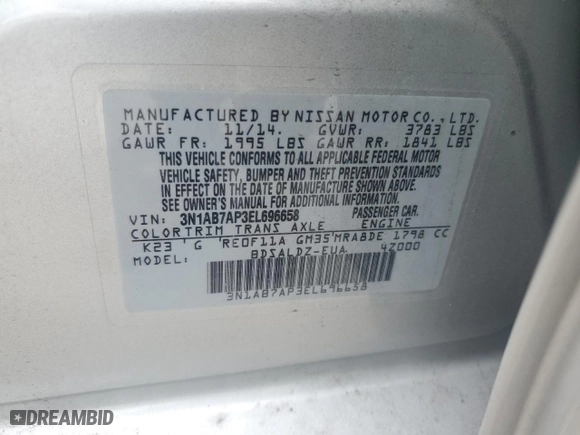 MANUFACTURED BY NISSAN MOTOR CO., LTD.
DATE: 11/14. GVWR: 3783 LBS
GAWR FR: 1995 LBS GAWR RR: 1841 LBS
THIS VEHICLE CONFORMS TO ALL APPLICABLE FEDERAL MOTOR
VEHICLE SAFETY, BUMPER AND THEFT PREVENTION STANDARDS
IN EFFECT ON THE DATE OF MANUFACTURE SHOWN ABOVE.
SEE OWNER'S MANUAL FOR ADDITIONAL INFORMATION.
VIN: 3N1AB7AP3EL696658 PASSENGER CAR.
COLOR TRIM TRANS AXLE ENGINE
K23 ' G 'RE0F11A GM35'MRA8DE 1798 CC
BDSALDZ-EUA 4Z000
3N1AB7AP3EL696658
DREAMBID